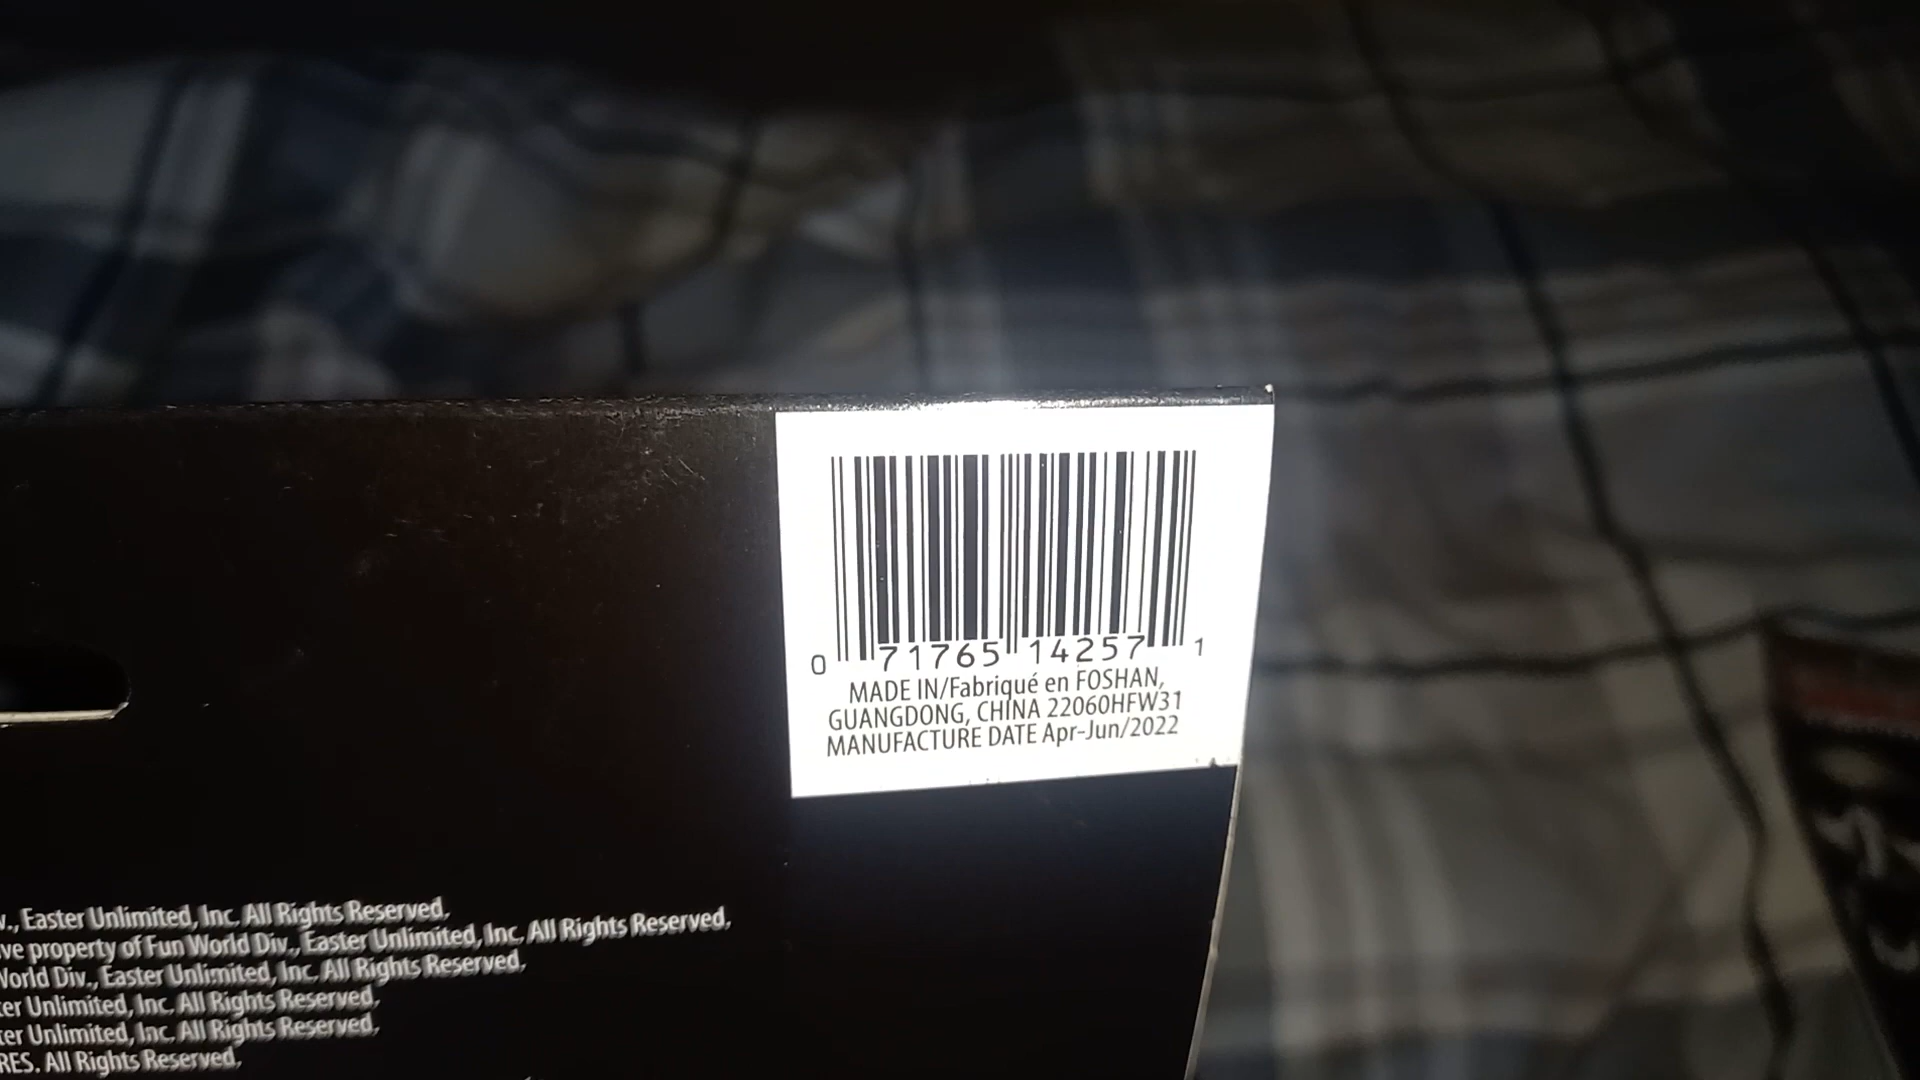 0 71765 14257 1
MADE IN/Fabriqué en FOSHAN,
GUANGDONG, CHINA 22060HFW31
MANUFACTURE DATE Apr-Jun/2022
., Easter Unlimited, Inc. All Rights Reserved.
ve property of Fun World Div., Easter Unlimited, Inc. All Rights Reserved.
World Div., Easter Unlimited, Inc. All Rights Reserved.
ter Unlimited, Inc. All Rights Reserved.
ter Unlimited, Inc. All Rights Reserved.
RES. All Rights Reserved.